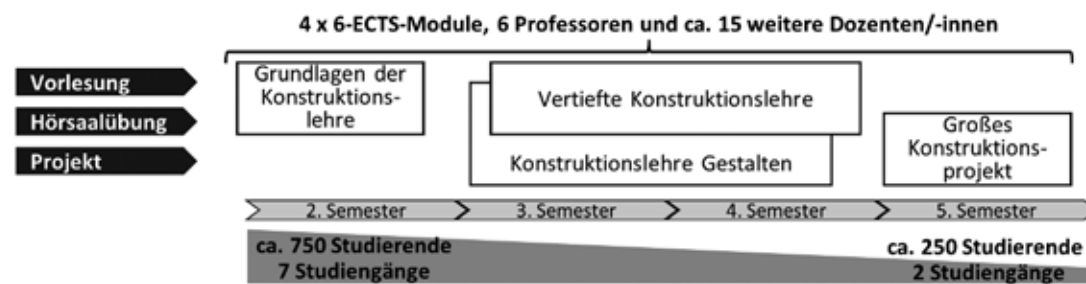 4 x 6-ECTS-Module, 6 Professoren und ca. 15 weitere Dozenten/-innen
Vorlesung
Hörsaalübung
Projekt
Grundlagen der
Konstruktions-
lehre
Vertiefte Konstruktionslehre
Konstruktionslehre Gestalten
Großes
Konstruktions-
projekt
2. Semester
3. Semester
4. Semester
5. Semester
ca. 750 Studierende
7 Studiengänge
ca. 250 Studierende
2 Studiengänge